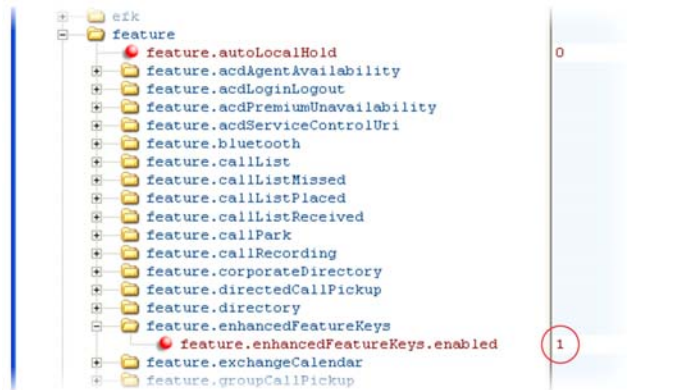 efk
feature
feature.autoLocalHold 0
feature.acdAgentAvailability
feature.acdLoginLogout
feature.acdPremiumUnavailability
feature.acdServiceControlUri
feature.bluetooth
feature.callList
feature.callListMissed
feature.callListPlaced
feature.callListReceived
feature.callPark
feature.callRecording
feature.corporateDirectory
feature.directedCallPickup
feature.directory
feature.enhancedFeatureKeys
feature.enhancedFeatureKeys.enabled 1
feature.exchangeCalendar
feature.groupCallPickup